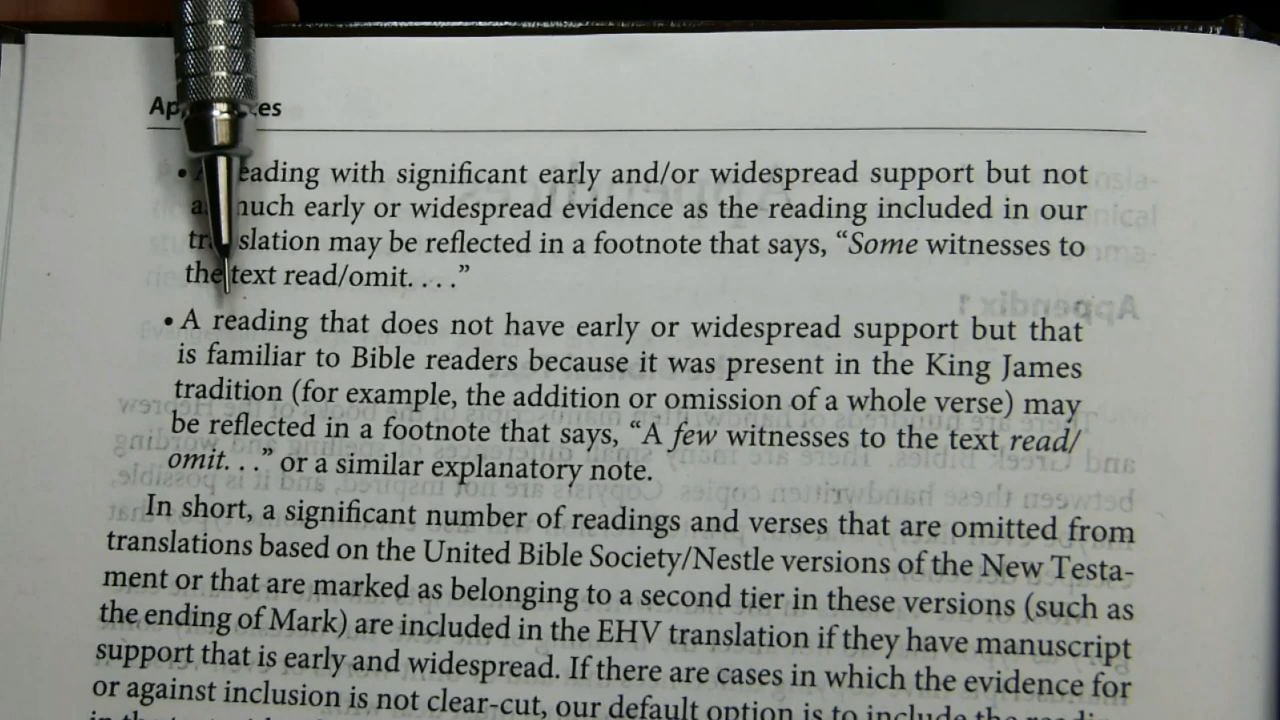 Appendices
• A reading with significant early and/or widespread support but not
as much early or widespread evidence as the reading included in our
translation may be reflected in a footnote that says, “Some witnesses to
the text read/omit. . . .”
• A reading that does not have early or widespread support but that
is familiar to Bible readers because it was present in the King James
tradition (for example, the addition or omission of a whole verse) may
be reflected in a footnote that says, “A few witnesses to the text read/
omit. . .” or a similar explanatory note.
In short, a significant number of readings and verses that are omitted from
translations based on the United Bible Society/Nestle versions of the New Testa-
ment or that are marked as belonging to a second tier in these versions (such as
the ending of Mark) are included in the EHV translation if they have manuscript
support that is early and widespread. If there are cases in which the evidence for
or against inclusion is not clear-cut, our default option is to include the